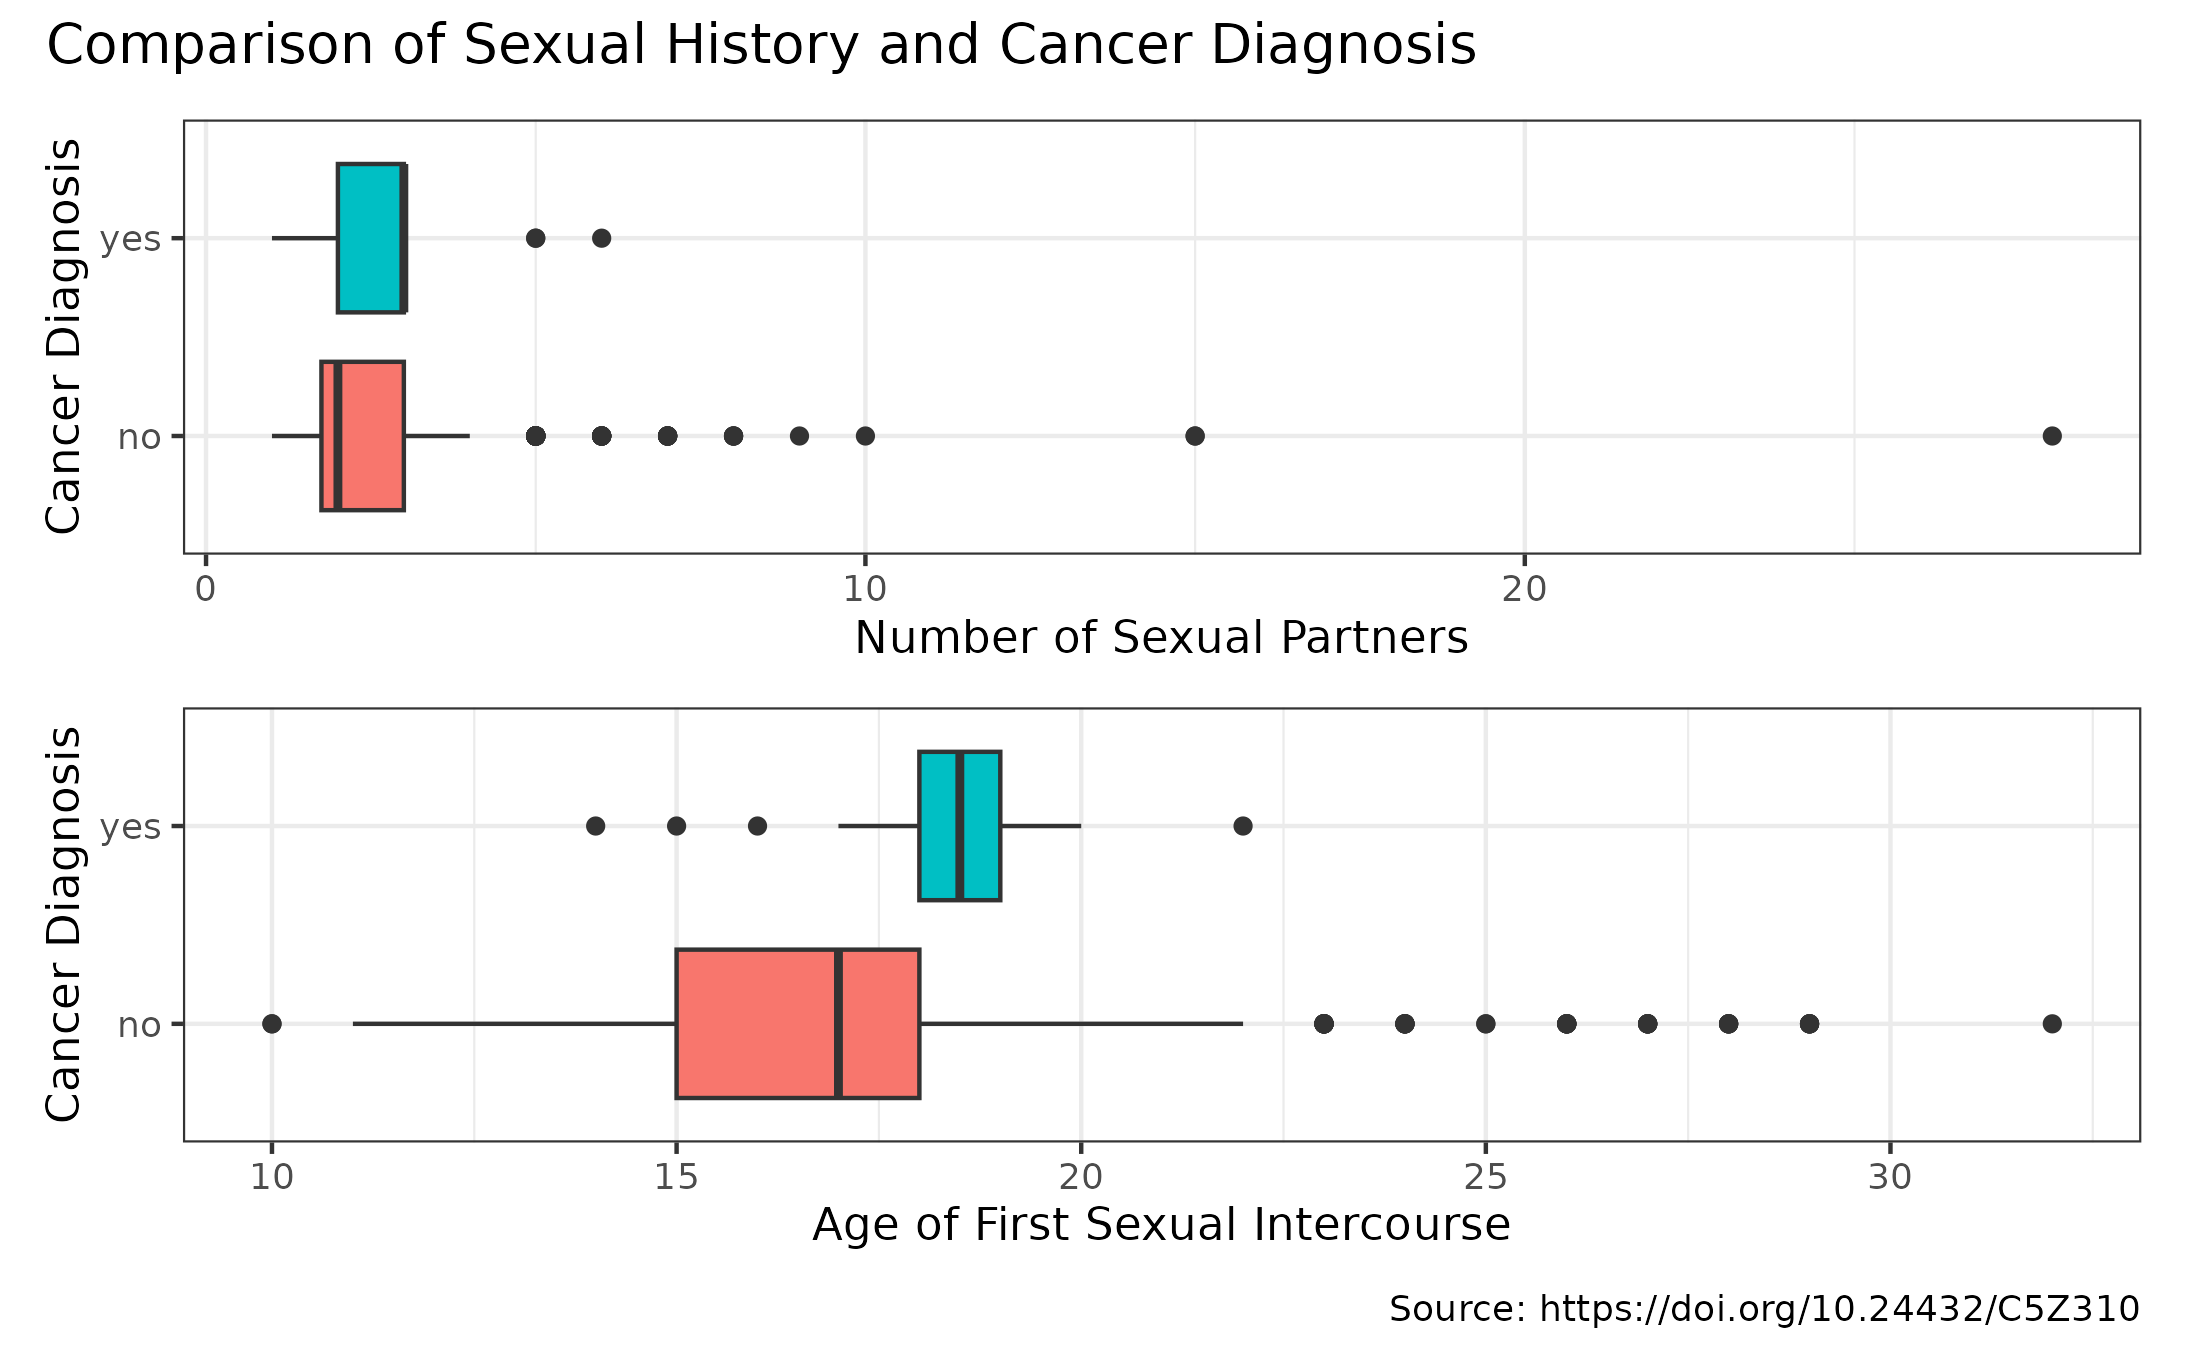 Comparison of Sexual History and Cancer Diagnosis
Cancer Diagnosis
yes
no
0 10 20
Number of Sexual Partners
Cancer Diagnosis
yes
no
10 15 20 25 30
Age of First Sexual Intercourse
Source: https://doi.org/10.24432/C5Z310